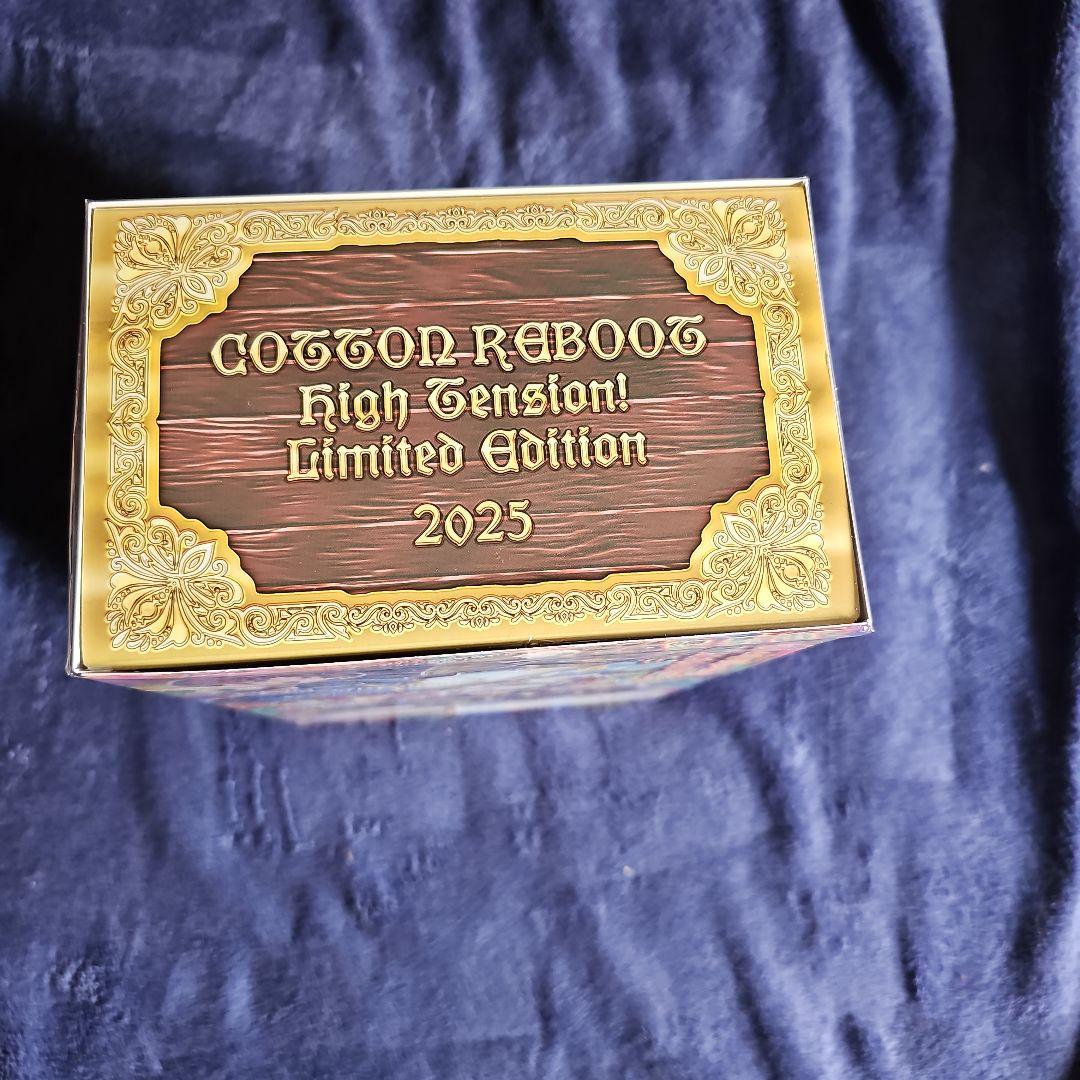 COTTON REBOOT
High Tension!
Limited Edition
2025